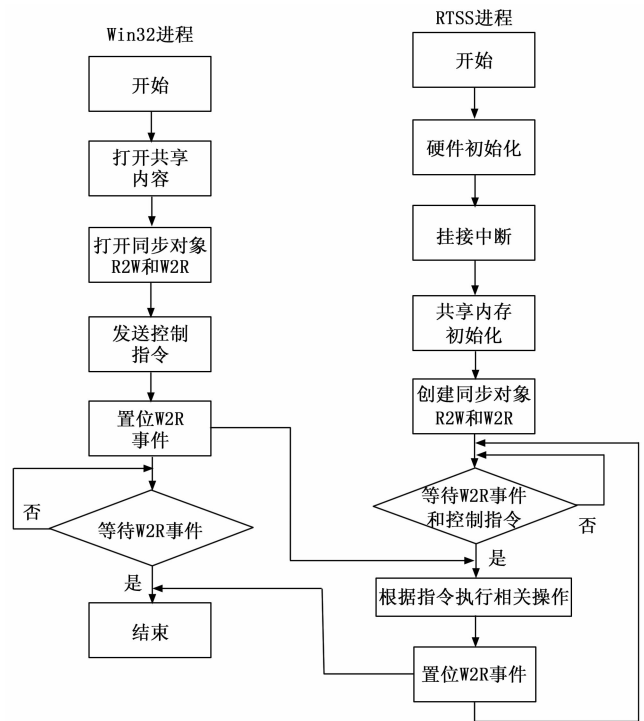 Win32进程
开始
打开共享
内容
打开同步对象
R2W和W2R
发送控制
指令
置位W2R
事件
否
等待W2R事件
是
结束
RTSS进程
开始
硬件初始化
挂接中断
共享内存
初始化
创建同步对象
R2W和W2R
等待W2R事件
和控制指令
否
是
根据指令执行相关操作
置位W2R事件